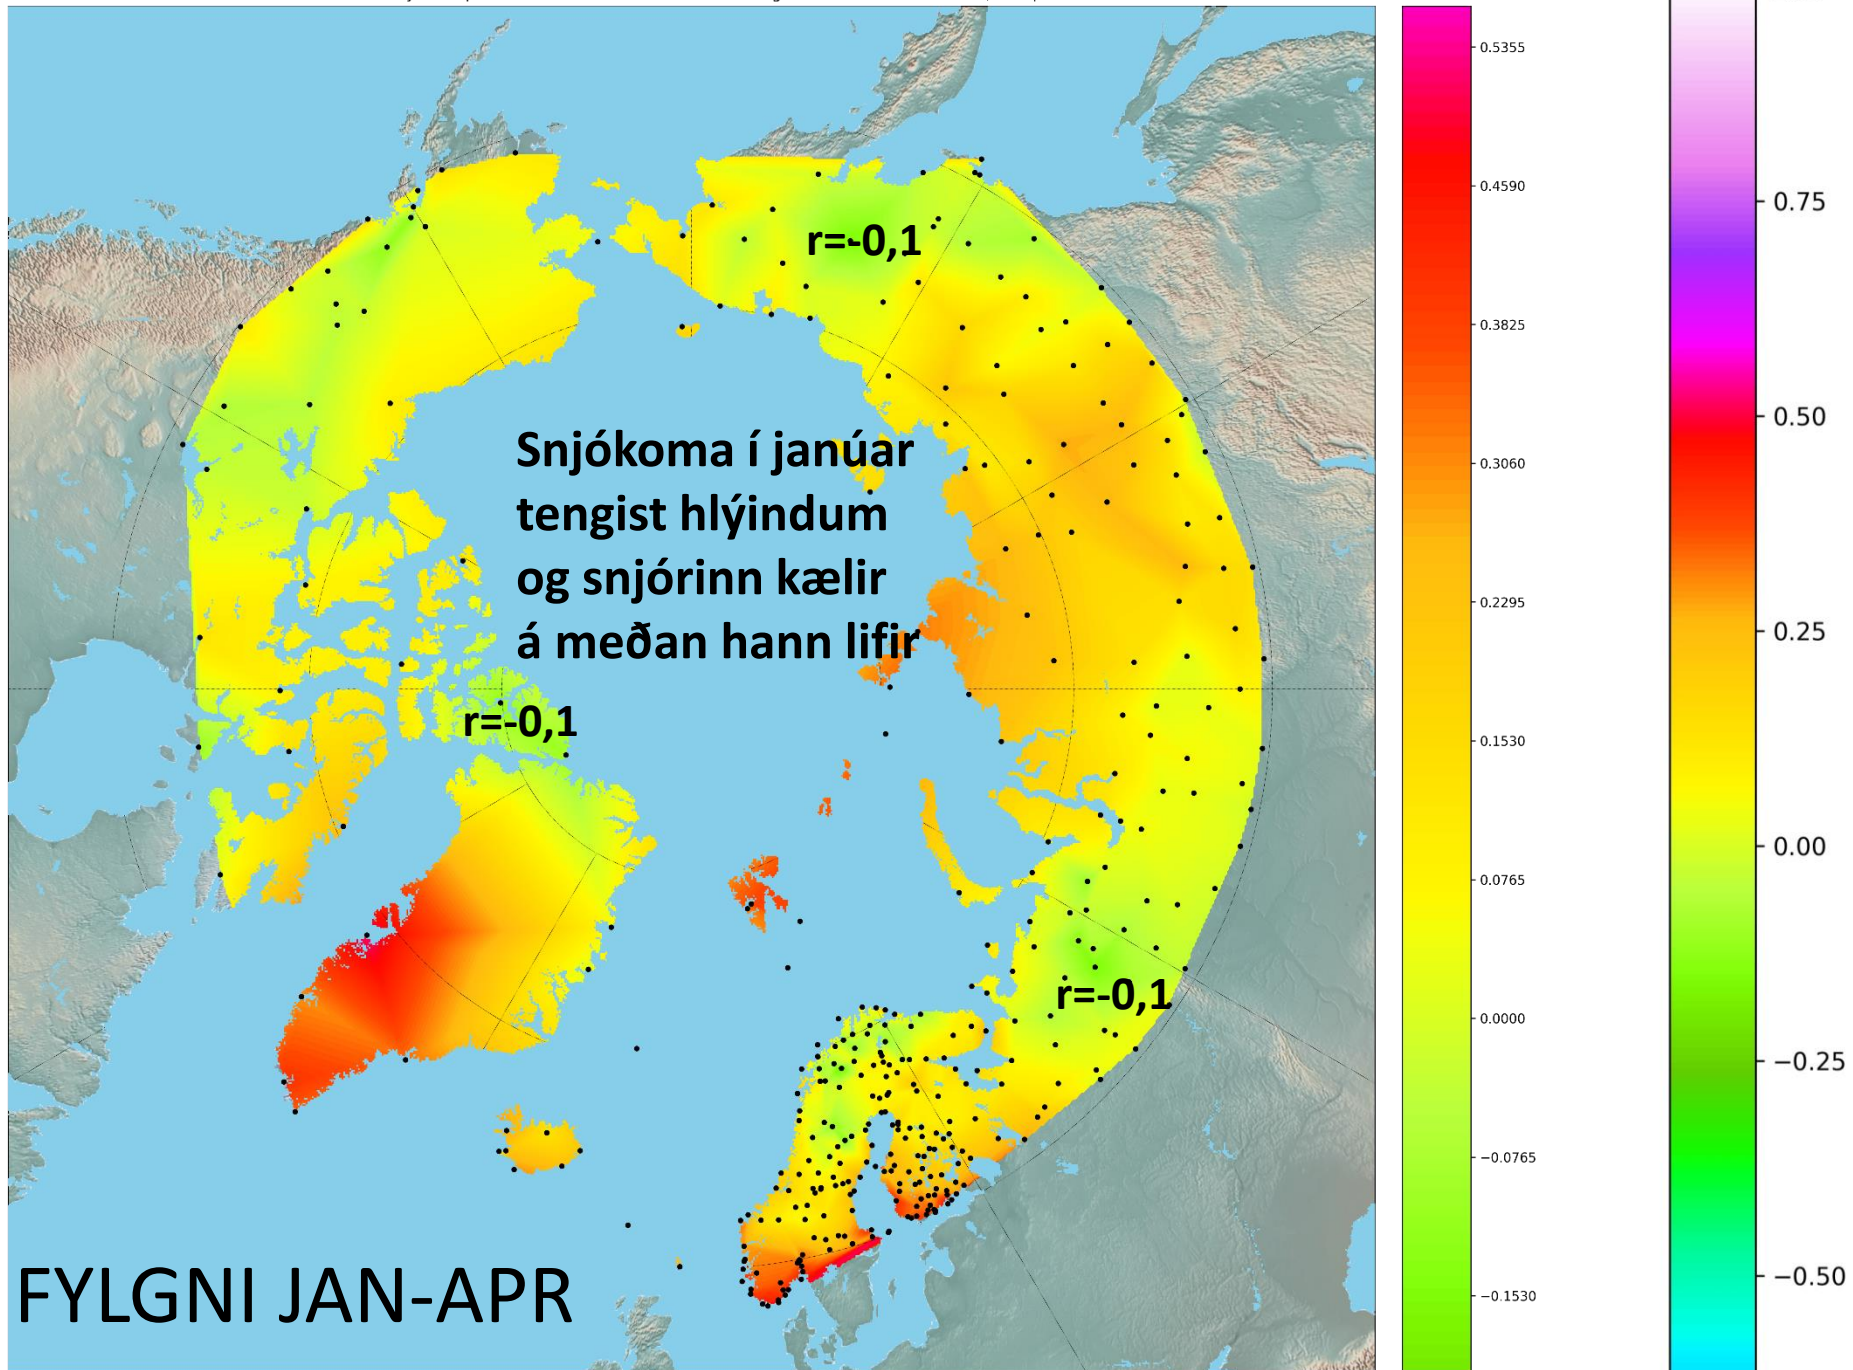 0.5355
0.4590
0.3825
0.3060
0.2295
0.1530
0.0765
0.0000
−0.0765
−0.1530
0.75
0.50
0.25
0.00
−0.25
−0.50
r=-0,1
Snjókoma í janúar
tengist hlýindum
og snjórinn kælir
á meðan hann lifir
r=-0,1
r=-0,1
FYLGNI JAN-APR